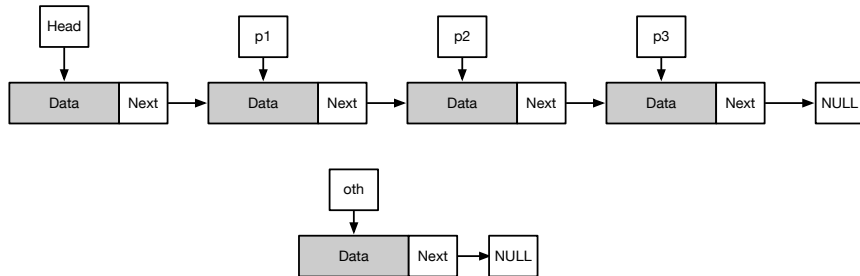 Head
p1 p2 p3
Data Next Data Next Data Next Data Next NULL
oth
Data Next NULL